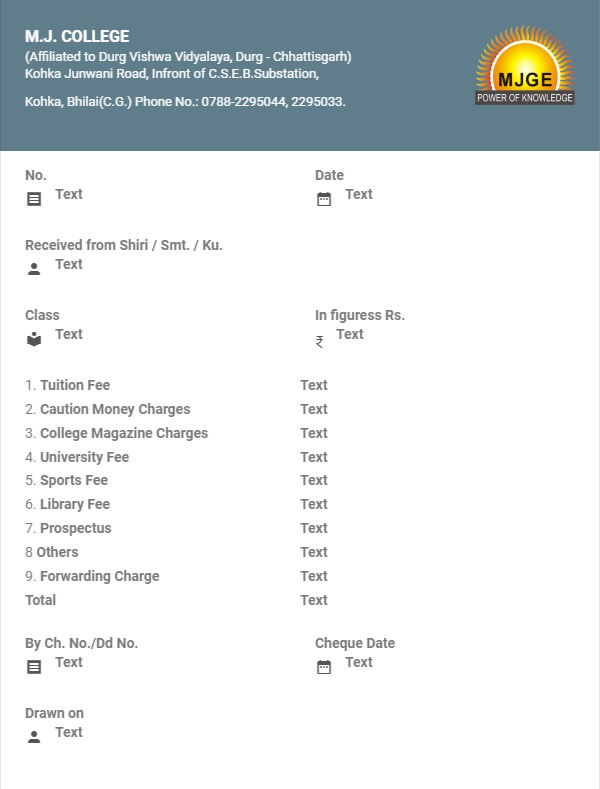 M.J. COLLEGE
(Affiliated to Durg Vishwa Vidyalaya, Durg - Chhattisgarh)
Kohka Junwani Road, Infront of C.S.E.B.Substation,
Kohka, Bhilai(C.G.) Phone No.: 0788-2295044, 2295033.
MJGE
POWER OF KNOWLEDGE
No.
Text
Date
Text
Received from Shiri / Smt. / Ku.
Text
Class
Text
In figuress Rs.
₹ Text
1. Tuition Fee Text
2. Caution Money Charges Text
3. College Magazine Charges Text
4. University Fee Text
5. Sports Fee Text
6. Library Fee Text
7. Prospectus Text
8 Others Text
9. Forwarding Charge Text
Total Text
By Ch. No./Dd No.
Text
Cheque Date
Text
Drawn on
Text